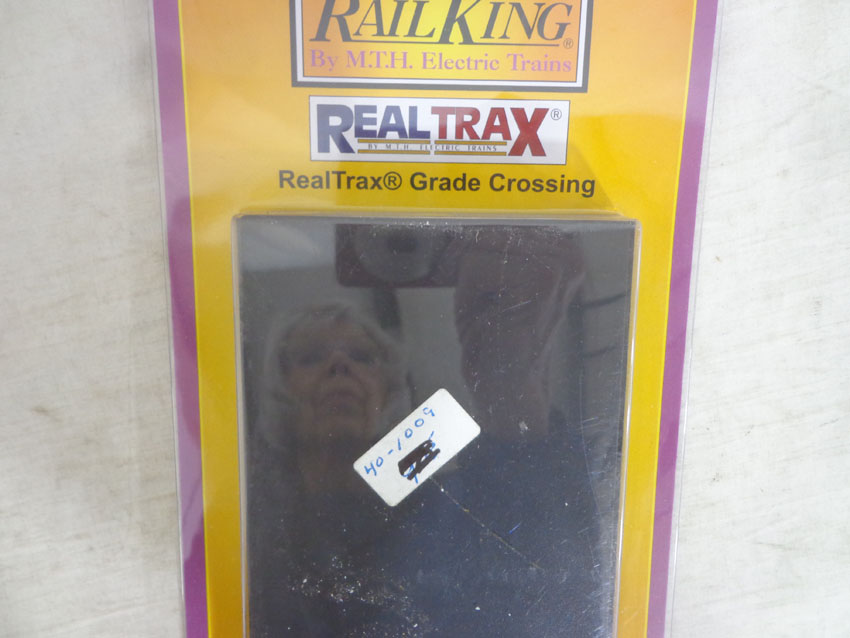 RAILKING®
By M.T.H. Electric Trains
REALTRAX®
BY M.T.H. ELECTRIC TRAINS
RealTrax® Grade Crossing
40-1009